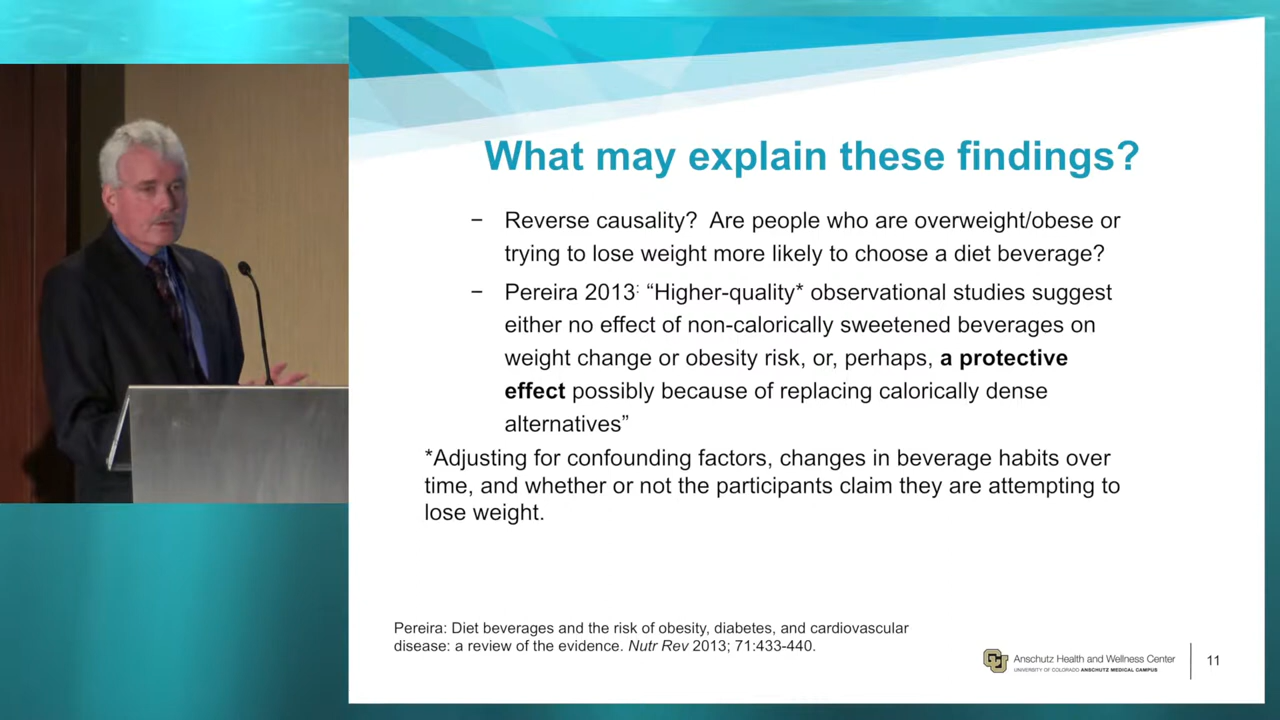 What may explain these findings?
− Reverse causality? Are people who are overweight/obese or
trying to lose weight more likely to choose a diet beverage?
− Pereira 2013: “Higher-quality* observational studies suggest
either no effect of non-calorically sweetened beverages on
weight change or obesity risk, or, perhaps, a protective
effect possibly because of replacing calorically dense
alternatives”
*Adjusting for confounding factors, changes in beverage habits over
time, and whether or not the participants claim they are attempting to
lose weight.
Pereira: Diet beverages and the risk of obesity, diabetes, and cardiovascular
disease: a review of the evidence. Nutr Rev 2013; 71:433-440.
CU
Anschutz Health and Wellness Center
UNIVERSITY OF COLORADO ANSCHUTZ MEDICAL CAMPUS
11